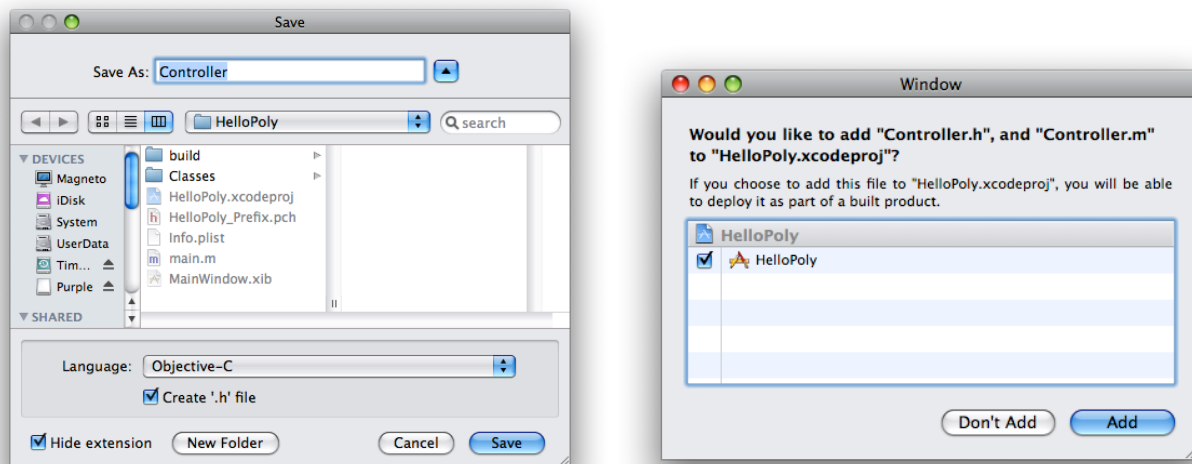 Save
Save As: Controller
HelloPoly
search
DEVICES
Magneto
iDisk
System
UserData
Tim...
Purple
SHARED
build
Classes
HelloPoly.xcodeproj
HelloPoly_Prefix.pch
Info.plist
main.m
MainWindow.xib
Language: Objective-C
Create '.h' file
Hide extension
New Folder
Cancel
Save
Window
Would you like to add "Controller.h", and "Controller.m"
to "HelloPoly.xcodeproj"?
If you choose to add this file to "HelloPoly.xcodeproj", you will be able
to deploy it as part of a built product.
HelloPoly
HelloPoly
Don't Add
Add